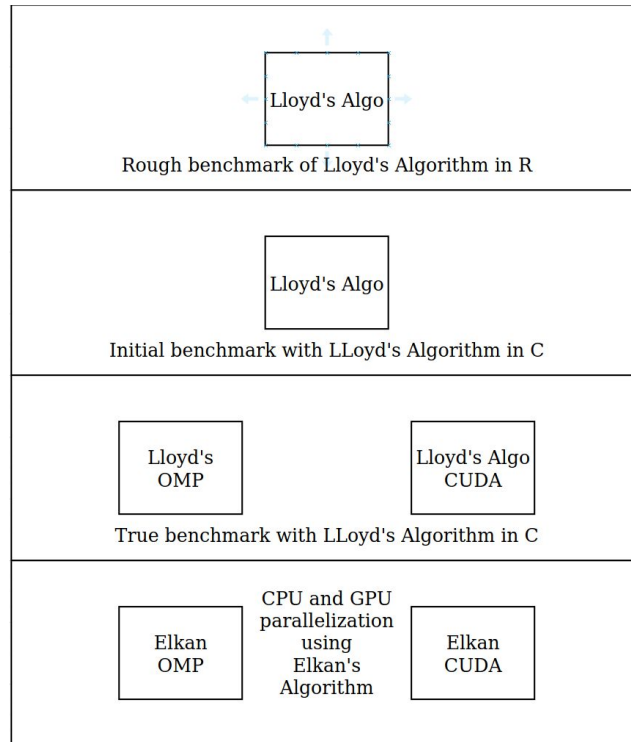 Lloyd's Algo
Rough benchmark of Lloyd's Algorithm in R
Lloyd's Algo
Initial benchmark with LLoyd's Algorithm in C
Lloyd's
OMP
Lloyd's Algo
CUDA
True benchmark with LLoyd's Algorithm in C
Elkan
OMP
CPU and GPU
parallelization
using
Elkan's
Algorithm
Elkan
CUDA